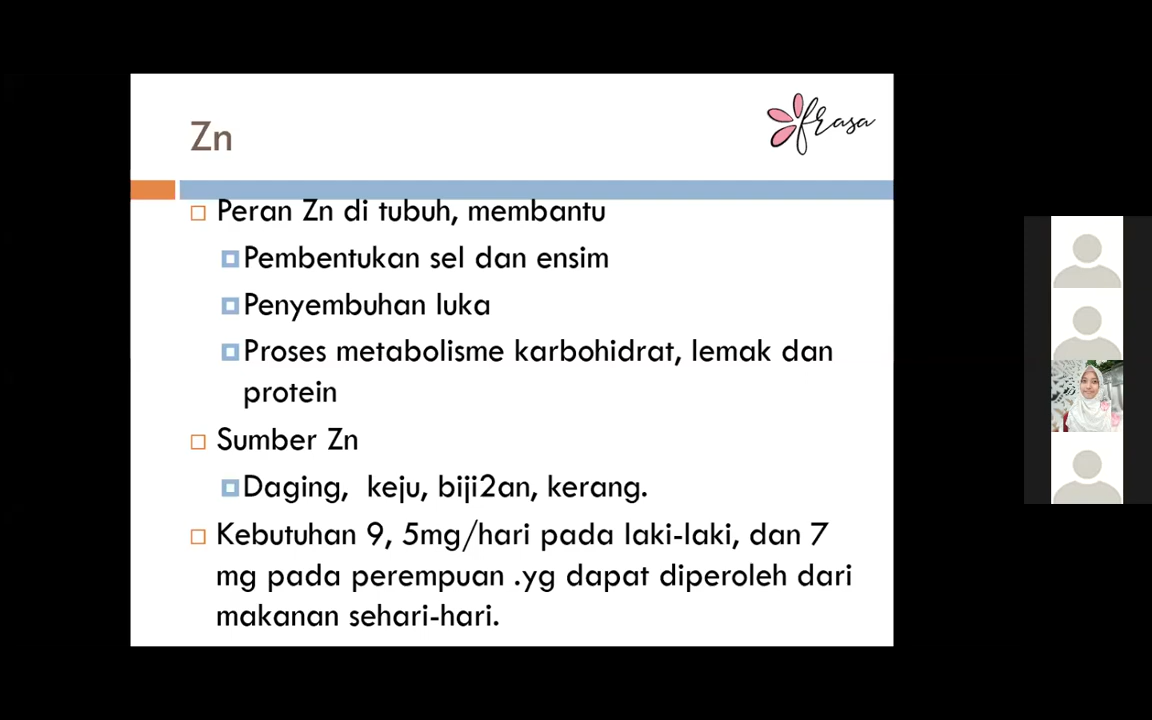 Zn
frasa
Peran Zn di tubuh, membantu
Pembentukan sel dan ensim
Penyembuhan luka
Proses metabolisme karbohidrat, lemak dan
protein
Sumber Zn
Daging, keju, biji2an, kerang.
Kebutuhan 9, 5mg/hari pada laki-laki, dan 7
mg pada perempuan .yg dapat diperoleh dari
makanan sehari-hari.